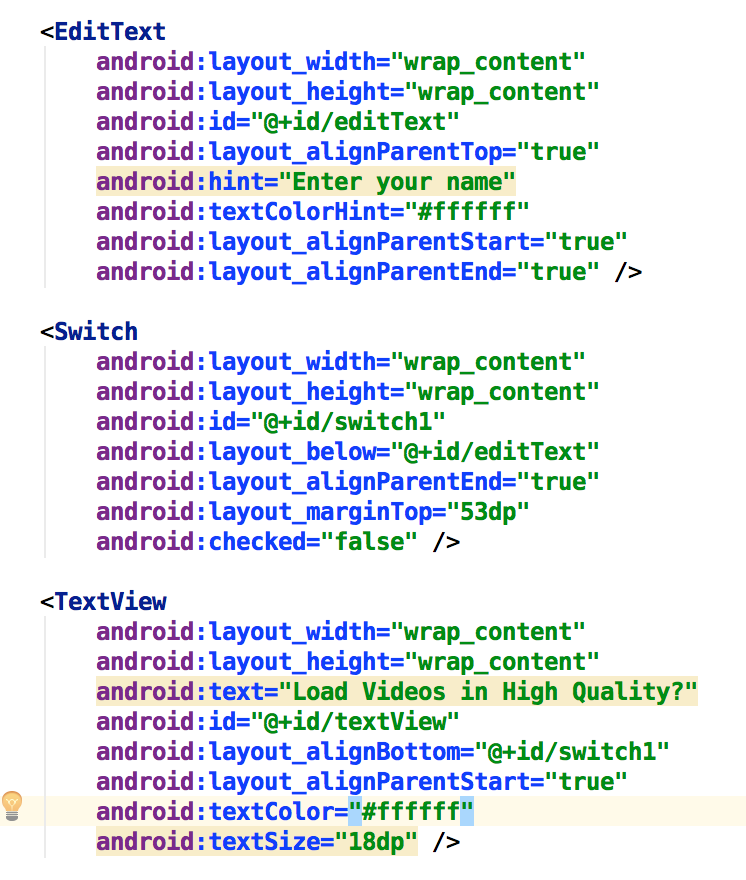 <EditText
android:layout_width="wrap_content"
android:layout_height="wrap_content"
android:id="@+id/editText"
android:layout_alignParentTop="true"
android:hint="Enter your name"
android:textColorHint="#ffffff"
android:layout_alignParentStart="true"
android:layout_alignParentEnd="true" />
<Switch
android:layout_width="wrap_content"
android:layout_height="wrap_content"
android:id="@+id/switch1"
android:layout_below="@+id/editText"
android:layout_alignParentEnd="true"
android:layout_marginTop="53dp"
android:checked="false" />
<TextView
android:layout_width="wrap_content"
android:layout_height="wrap_content"
android:text="Load Videos in High Quality?"
android:id="@+id/textView"
android:layout_alignBottom="@+id/switch1"
android:layout_alignParentStart="true"
android:textColor="#ffffff"
android:textSize="18dp" />